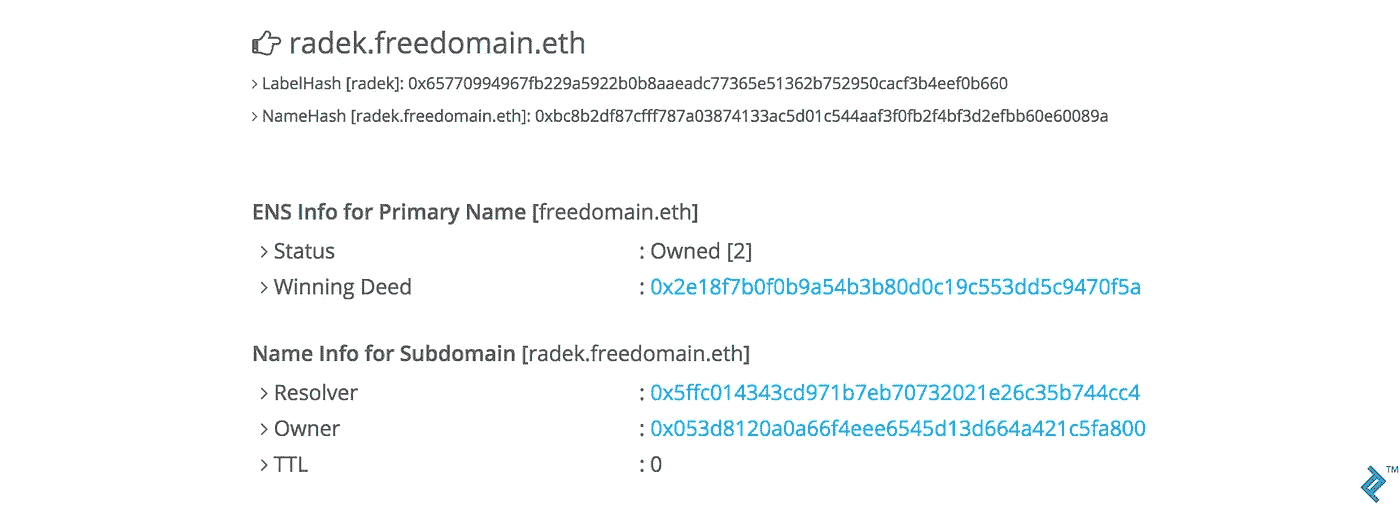 radek.freedomain.eth
> LabelHash [radek]: 0x65770994967fb229a5922b0b8aaeadc77365e51362b752950cacf3b4eef0b660
> NameHash [radek.freedomain.eth]: 0xbc8b2df87cfff787a03874133ac5d01c544aaf3f0fb2f4bf3d2efbb60e60089a
ENS Info for Primary Name [freedomain.eth]
> Status : Owned [2]
> Winning Deed : 0x2e18f7b0f0b9a54b3b80d0c19c553dd5c9470f5a
Name Info for Subdomain [radek.freedomain.eth]
> Resolver : 0x5ffc014343cd971b7eb70732021e26c35b744cc4
> Owner : 0x053d8120a0a66f4eee6545d13d664a421c5fa800
> TTL : 0
TM